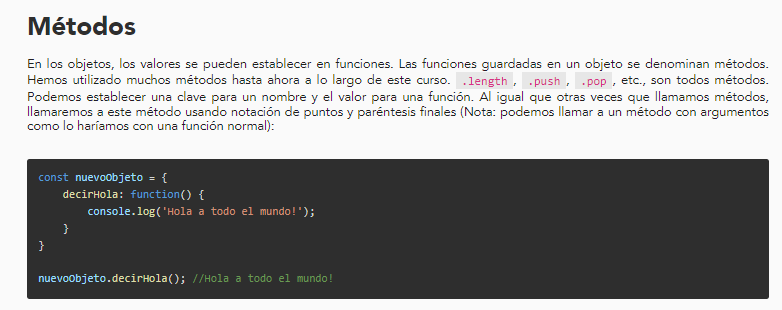 Métodos
En los objetos, los valores se pueden establecer en funciones. Las funciones guardadas en un objeto se denominan métodos.
Hemos utilizado muchos métodos hasta ahora a lo largo de este curso. .length, .push, .pop, etc., son todos métodos.
Podemos establecer una clave para un nombre y el valor para una función. Al igual que otras veces que llamamos métodos,
llamaremos a este método usando notación de puntos y paréntesis finales (Nota: podemos llamar a un método con argumentos
como lo haríamos con una función normal):
const nuevoObjeto = {
    decirHola: function() {
        console.log('Hola a todo el mundo!');
    }
}
nuevoObjeto.decirHola(); //Hola a todo el mundo!